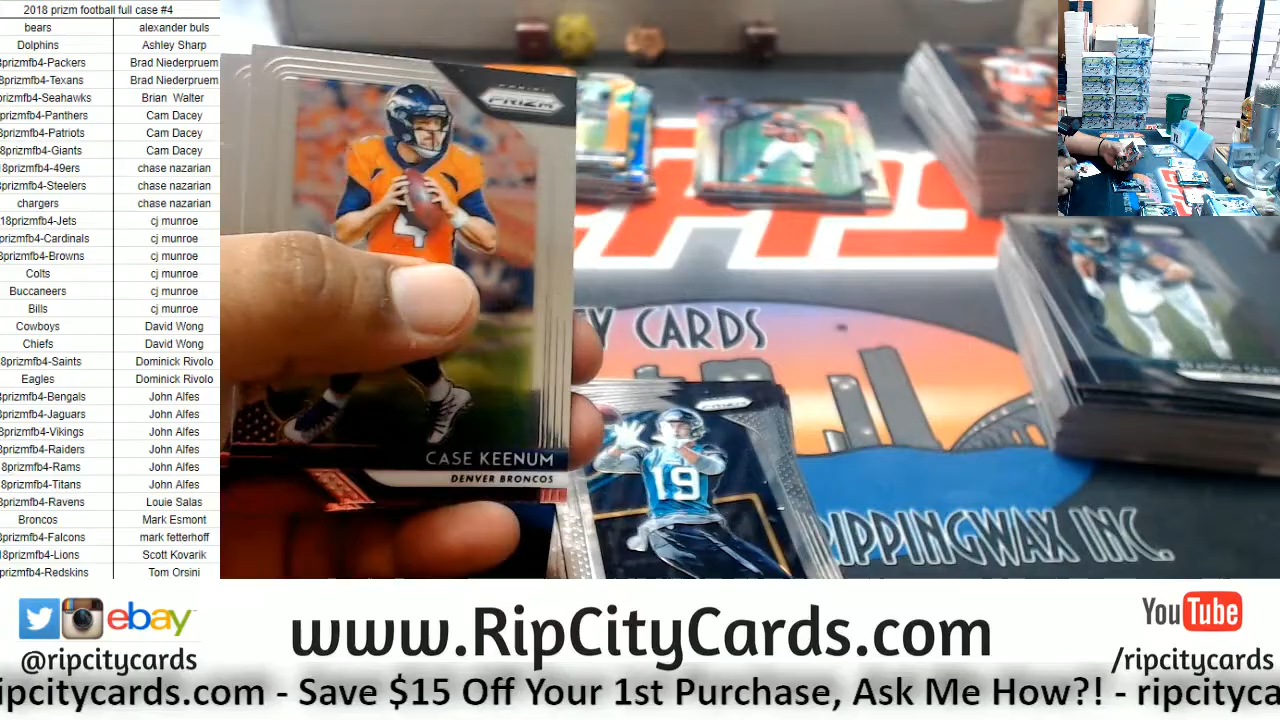 2018 prizm football full case #4
bears alexander buls
Dolphins Ashley Sharp
8prizmfb4-Packers Brad Niederpruem
8prizmfb4-Texans Brad Niederpruem
prizmfb4-Seahawks Brian Walter
prizmfb4-Panthers Cam Dacey
8prizmfb4-Patriots Cam Dacey
8prizmfb4-Giants Cam Dacey
18prizmfb4-49ers chase nazarian
8prizmfb4-Steelers chase nazarian
chargers chase nazarian
18prizmfb4-Jets cj munroe
prizmfb4-Cardinals cj munroe
prizmfb4-Browns cj munroe
Colts cj munroe
Buccaneers cj munroe
Bills cj munroe
Cowboys David Wong
Chiefs David Wong
8prizmfb4-Saints Dominick Rivolo
Eagles Dominick Rivolo
8prizmfb4-Bengals John Alfes
8prizmfb4-Jaguars John Alfes
8prizmfb4-Vikings John Alfes
8prizmfb4-Raiders John Alfes
8prizmfb4-Rams John Alfes
8prizmfb4-Titans John Alfes
8prizmfb4-Ravens Louie Salas
Broncos Mark Esmont
8prizmfb4-Falcons mark fetterhoff
18prizmfb4-Lions Scott Kovarik
prizmfb4-Redskins Tom Orsini
PANINI
PRIZM
4
CASE KEENUM
DENVER BRONCOS
19
Y CARDS
IPPINGWAX INC.
ebay
@ripcitycards
www.RipCityCards.com
YouTube
/ripcitycards
ripcitycards.com - Save $15 Off Your 1st Purchase, Ask Me How?! - ripcityca